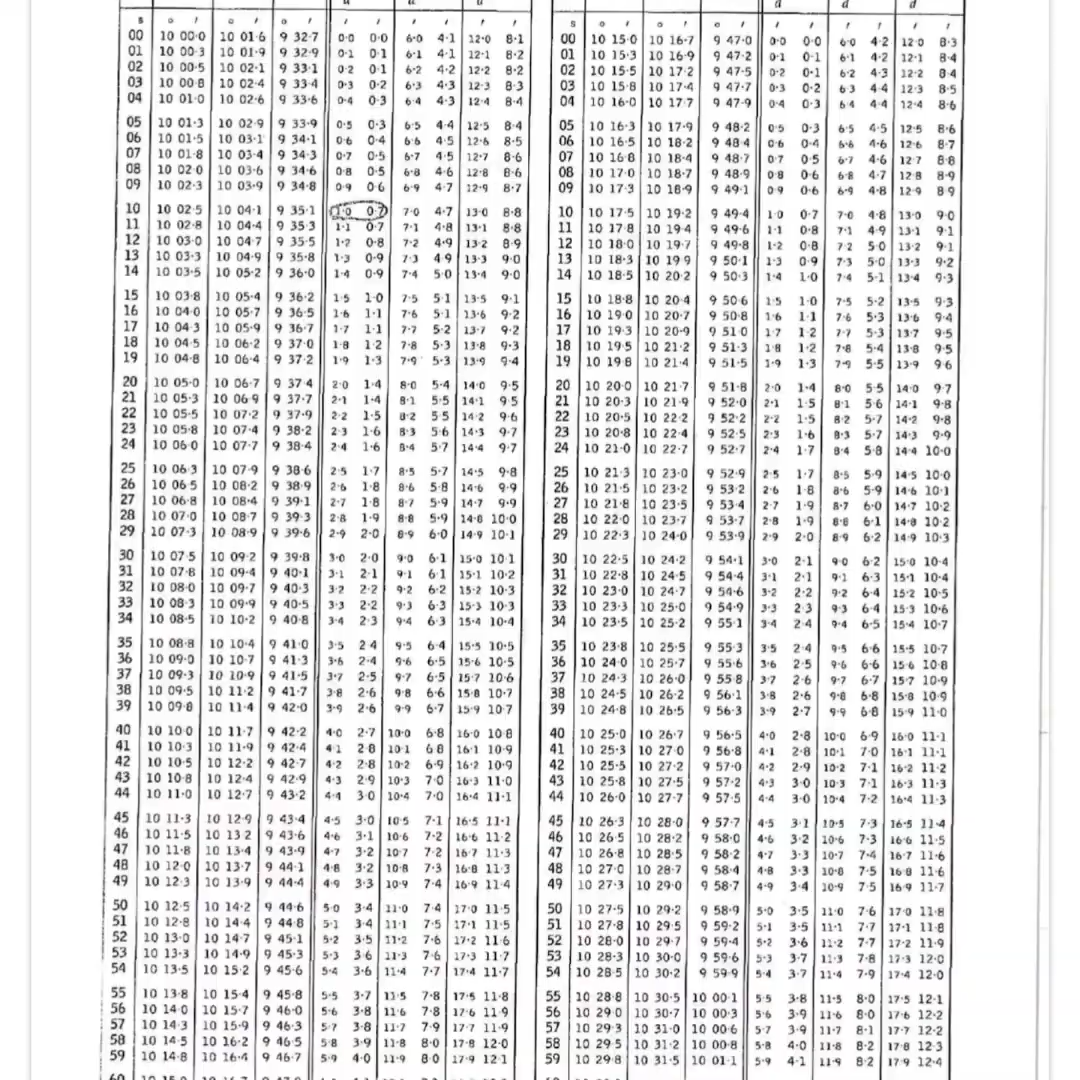 s ° ′ ° ′ ° ′ ′ ′ ′ ′ ′ ′
00 10 00·0 10 01·6 9 32·7 0·0 0·0 6·0 4·1 12·0 8·1
01 10 00·3 10 01·9 9 32·9 0·1 0·1 6·1 4·1 12·1 8·2
02 10 00·5 10 02·1 9 33·1 0·2 0·1 6·2 4·2 12·2 8·2
03 10 00·8 10 02·4 9 33·4 0·3 0·2 6·3 4·3 12·3 8·3
04 10 01·0 10 02·6 9 33·6 0·4 0·3 6·4 4·3 12·4 8·4
05 10 01·3 10 02·9 9 33·9 0·5 0·3 6·5 4·4 12·5 8·4
06 10 01·5 10 03·1 9 34·1 0·6 0·4 6·6 4·5 12·6 8·5
07 10 01·8 10 03·4 9 34·3 0·7 0·5 6·7 4·5 12·7 8·6
08 10 02·0 10 03·6 9 34·6 0·8 0·5 6·8 4·6 12·8 8·6
09 10 02·3 10 03·9 9 34·8 0·9 0·6 6·9 4·7 12·9 8·7
10 10 02·5 10 04·1 9 35·1 1·0 0·7 7·0 4·7 13·0 8·8
11 10 02·8 10 04·4 9 35·3 1·1 0·7 7·1 4·8 13·1 8·8
12 10 03·0 10 04·7 9 35·5 1·2 0·8 7·2 4·9 13·2 8·9
13 10 03·3 10 04·9 9 35·8 1·3 0·9 7·3 4·9 13·3 9·0
14 10 03·5 10 05·2 9 36·0 1·4 0·9 7·4 5·0 13·4 9·0
15 10 03·8 10 05·4 9 36·2 1·5 1·0 7·5 5·1 13·5 9·1
16 10 04·0 10 05·7 9 36·5 1·6 1·1 7·6 5·1 13·6 9·2
17 10 04·3 10 05·9 9 36·7 1·7 1·1 7·7 5·2 13·7 9·2
18 10 04·5 10 06·2 9 37·0 1·8 1·2 7·8 5·3 13·8 9·3
19 10 04·8 10 06·4 9 37·2 1·9 1·3 7·9 5·3 13·9 9·4
20 10 05·0 10 06·7 9 37·4 2·0 1·4 8·0 5·4 14·0 9·5
21 10 05·3 10 06·9 9 37·7 2·1 1·4 8·1 5·5 14·1 9·5
22 10 05·5 10 07·2 9 37·9 2·2 1·5 8·2 5·5 14·2 9·6
23 10 05·8 10 07·4 9 38·2 2·3 1·6 8·3 5·6 14·3 9·7
24 10 06·0 10 07·7 9 38·4 2·4 1·6 8·4 5·7 14·4 9·7
25 10 06·3 10 07·9 9 38·6 2·5 1·7 8·5 5·7 14·5 9·8
26 10 06·5 10 08·2 9 38·9 2·6 1·8 8·6 5·8 14·6 9·9
27 10 06·8 10 08·4 9 39·1 2·7 1·8 8·7 5·9 14·7 9·9
28 10 07·0 10 08·7 9 39·3 2·8 1·9 8·8 5·9 14·8 10·0
29 10 07·3 10 08·9 9 39·6 2·9 2·0 8·9 6·0 14·9 10·1
30 10 07·5 10 09·2 9 39·8 3·0 2·0 9·0 6·1 15·0 10·1
31 10 07·8 10 09·4 9 40·1 3·1 2·1 9·1 6·1 15·1 10·2
32 10 08·0 10 09·7 9 40·3 3·2 2·2 9·2 6·2 15·2 10·3
33 10 08·3 10 09·9 9 40·5 3·3 2·2 9·3 6·3 15·3 10·3
34 10 08·5 10 10·2 9 40·8 3·4 2·3 9·4 6·3 15·4 10·4
35 10 08·8 10 10·4 9 41·0 3·5 2·4 9·5 6·4 15·5 10·5
36 10 09·0 10 10·7 9 41·3 3·6 2·4 9·6 6·5 15·6 10·5
37 10 09·3 10 10·9 9 41·5 3·7 2·5 9·7 6·5 15·7 10·6
38 10 09·5 10 11·2 9 41·7 3·8 2·6 9·8 6·6 15·8 10·7
39 10 09·8 10 11·4 9 42·0 3·9 2·6 9·9 6·7 15·9 10·7
40 10 10·0 10 11·7 9 42·2 4·0 2·7 10·0 6·8 16·0 10·8
41 10 10·3 10 11·9 9 42·4 4·1 2·8 10·1 6·8 16·1 10·9
42 10 10·5 10 12·2 9 42·7 4·2 2·8 10·2 6·9 16·2 10·9
43 10 10·8 10 12·4 9 42·9 4·3 2·9 10·3 7·0 16·3 11·0
44 10 11·0 10 12·7 9 43·2 4·4 3·0 10·4 7·0 16·4 11·1
45 10 11·3 10 12·9 9 43·4 4·5 3·0 10·5 7·1 16·5 11·1
46 10 11·5 10 13·2 9 43·6 4·6 3·1 10·6 7·2 16·6 11·2
47 10 11·8 10 13·4 9 43·9 4·7 3·2 10·7 7·2 16·7 11·3
48 10 12·0 10 13·7 9 44·1 4·8 3·2 10·8 7·3 16·8 11·3
49 10 12·3 10 13·9 9 44·4 4·9 3·3 10·9 7·4 16·9 11·4
50 10 12·5 10 14·2 9 44·6 5·0 3·4 11·0 7·4 17·0 11·5
51 10 12·8 10 14·4 9 44·8 5·1 3·4 11·1 7·5 17·1 11·5
52 10 13·0 10 14·7 9 45·1 5·2 3·5 11·2 7·6 17·2 11·6
53 10 13·3 10 14·9 9 45·3 5·3 3·6 11·3 7·6 17·3 11·7
54 10 13·5 10 15·2 9 45·6 5·4 3·6 11·4 7·7 17·4 11·7
55 10 13·8 10 15·4 9 45·8 5·5 3·7 11·5 7·8 17·5 11·8
56 10 14·0 10 15·7 9 46·0 5·6 3·8 11·6 7·8 17·6 11·9
57 10 14·3 10 15·9 9 46·3 5·7 3·8 11·7 7·9 17·7 11·9
58 10 14·5 10 16·2 9 46·5 5·8 3·9 11·8 8·0 17·8 12·0
59 10 14·8 10 16·4 9 46·7 5·9 4·0 11·9 8·0 17·9 12·1
d d d
s ° ′ ° ′ ° ′ ′ ′ ′ ′ ′ ′
00 10 15·0 10 16·7 9 47·0 0·0 0·0 6·0 4·2 12·0 8·3
01 10 15·3 10 16·9 9 47·2 0·1 0·1 6·1 4·2 12·1 8·4
02 10 15·5 10 17·2 9 47·5 0·2 0·1 6·2 4·3 12·2 8·4
03 10 15·8 10 17·4 9 47·7 0·3 0·2 6·3 4·4 12·3 8·5
04 10 16·0 10 17·7 9 47·9 0·4 0·3 6·4 4·4 12·4 8·6
05 10 16·3 10 17·9 9 48·2 0·5 0·3 6·5 4·5 12·5 8·6
06 10 16·5 10 18·2 9 48·4 0·6 0·4 6·6 4·6 12·6 8·7
07 10 16·8 10 18·4 9 48·7 0·7 0·5 6·7 4·6 12·7 8·8
08 10 17·0 10 18·7 9 48·9 0·8 0·6 6·8 4·7 12·8 8·9
09 10 17·3 10 18·9 9 49·1 0·9 0·6 6·9 4·8 12·9 8·9
10 10 17·5 10 19·2 9 49·4 1·0 0·7 7·0 4·8 13·0 9·0
11 10 17·8 10 19·4 9 49·6 1·1 0·8 7·1 4·9 13·1 9·1
12 10 18·0 10 19·7 9 49·8 1·2 0·8 7·2 5·0 13·2 9·1
13 10 18·3 10 19·9 9 50·1 1·3 0·9 7·3 5·0 13·3 9·2
14 10 18·5 10 20·2 9 50·3 1·4 1·0 7·4 5·1 13·4 9·3
15 10 18·8 10 20·4 9 50·6 1·5 1·0 7·5 5·2 13·5 9·3
16 10 19·0 10 20·7 9 50·8 1·6 1·1 7·6 5·3 13·6 9·4
17 10 19·3 10 20·9 9 51·0 1·7 1·2 7·7 5·3 13·7 9·5
18 10 19·5 10 21·2 9 51·3 1·8 1·2 7·8 5·4 13·8 9·5
19 10 19·8 10 21·4 9 51·5 1·9 1·3 7·9 5·5 13·9 9·6
20 10 20·0 10 21·7 9 51·8 2·0 1·4 8·0 5·5 14·0 9·7
21 10 20·3 10 21·9 9 52·0 2·1 1·5 8·1 5·6 14·1 9·8
22 10 20·5 10 22·2 9 52·2 2·2 1·5 8·2 5·7 14·2 9·8
23 10 20·8 10 22·4 9 52·5 2·3 1·6 8·3 5·7 14·3 9·9
24 10 21·0 10 22·7 9 52·7 2·4 1·7 8·4 5·8 14·4 10·0
25 10 21·3 10 23·0 9 52·9 2·5 1·7 8·5 5·9 14·5 10·0
26 10 21·5 10 23·2 9 53·2 2·6 1·8 8·6 5·9 14·6 10·1
27 10 21·8 10 23·5 9 53·4 2·7 1·9 8·7 6·0 14·7 10·2
28 10 22·0 10 23·7 9 53·7 2·8 1·9 8·8 6·1 14·8 10·2
29 10 22·3 10 24·0 9 53·9 2·9 2·0 8·9 6·2 14·9 10·3
30 10 22·5 10 24·2 9 54·1 3·0 2·1 9·0 6·2 15·0 10·4
31 10 22·8 10 24·5 9 54·4 3·1 2·1 9·1 6·3 15·1 10·4
32 10 23·0 10 24·7 9 54·6 3·2 2·2 9·2 6·4 15·2 10·5
33 10 23·3 10 25·0 9 54·9 3·3 2·3 9·3 6·4 15·3 10·6
34 10 23·5 10 25·2 9 55·1 3·4 2·4 9·4 6·5 15·4 10·7
35 10 23·8 10 25·5 9 55·3 3·5 2·4 9·5 6·6 15·5 10·7
36 10 24·0 10 25·7 9 55·6 3·6 2·5 9·6 6·6 15·6 10·8
37 10 24·3 10 26·0 9 55·8 3·7 2·6 9·7 6·7 15·7 10·9
38 10 24·5 10 26·2 9 56·1 3·8 2·6 9·8 6·8 15·8 10·9
39 10 24·8 10 26·5 9 56·3 3·9 2·7 9·9 6·8 15·9 11·0
40 10 25·0 10 26·7 9 56·5 4·0 2·8 10·0 6·9 16·0 11·1
41 10 25·3 10 27·0 9 56·8 4·1 2·8 10·1 7·0 16·1 11·1
42 10 25·5 10 27·2 9 57·0 4·2 2·9 10·2 7·1 16·2 11·2
43 10 25·8 10 27·5 9 57·2 4·3 3·0 10·3 7·1 16·3 11·3
44 10 26·0 10 27·7 9 57·5 4·4 3·0 10·4 7·2 16·4 11·3
45 10 26·3 10 28·0 9 57·7 4·5 3·1 10·5 7·3 16·5 11·4
46 10 26·5 10 28·2 9 58·0 4·6 3·2 10·6 7·3 16·6 11·5
47 10 26·8 10 28·5 9 58·2 4·7 3·3 10·7 7·4 16·7 11·6
48 10 27·0 10 28·7 9 58·4 4·8 3·3 10·8 7·5 16·8 11·6
49 10 27·3 10 29·0 9 58·7 4·9 3·4 10·9 7·5 16·9 11·7
50 10 27·5 10 29·2 9 58·9 5·0 3·5 11·0 7·6 17·0 11·8
51 10 27·8 10 29·5 9 59·2 5·1 3·5 11·1 7·7 17·1 11·8
52 10 28·0 10 29·7 9 59·4 5·2 3·6 11·2 7·7 17·2 11·9
53 10 28·3 10 30·0 9 59·6 5·3 3·7 11·3 7·8 17·3 12·0
54 10 28·5 10 30·2 9 59·9 5·4 3·7 11·4 7·9 17·4 12·0
55 10 28·8 10 30·5 10 00·1 5·5 3·8 11·5 8·0 17·5 12·1
56 10 29·0 10 30·7 10 00·3 5·6 3·9 11·6 8·0 17·6 12·2
57 10 29·3 10 31·0 10 00·6 5·7 3·9 11·7 8·1 17·7 12·2
58 10 29·5 10 31·2 10 00·8 5·8 4·0 11·8 8·2 17·8 12·3
59 10 29·8 10 31·5 10 01·1 5·9 4·1 11·9 8·2 17·9 12·4